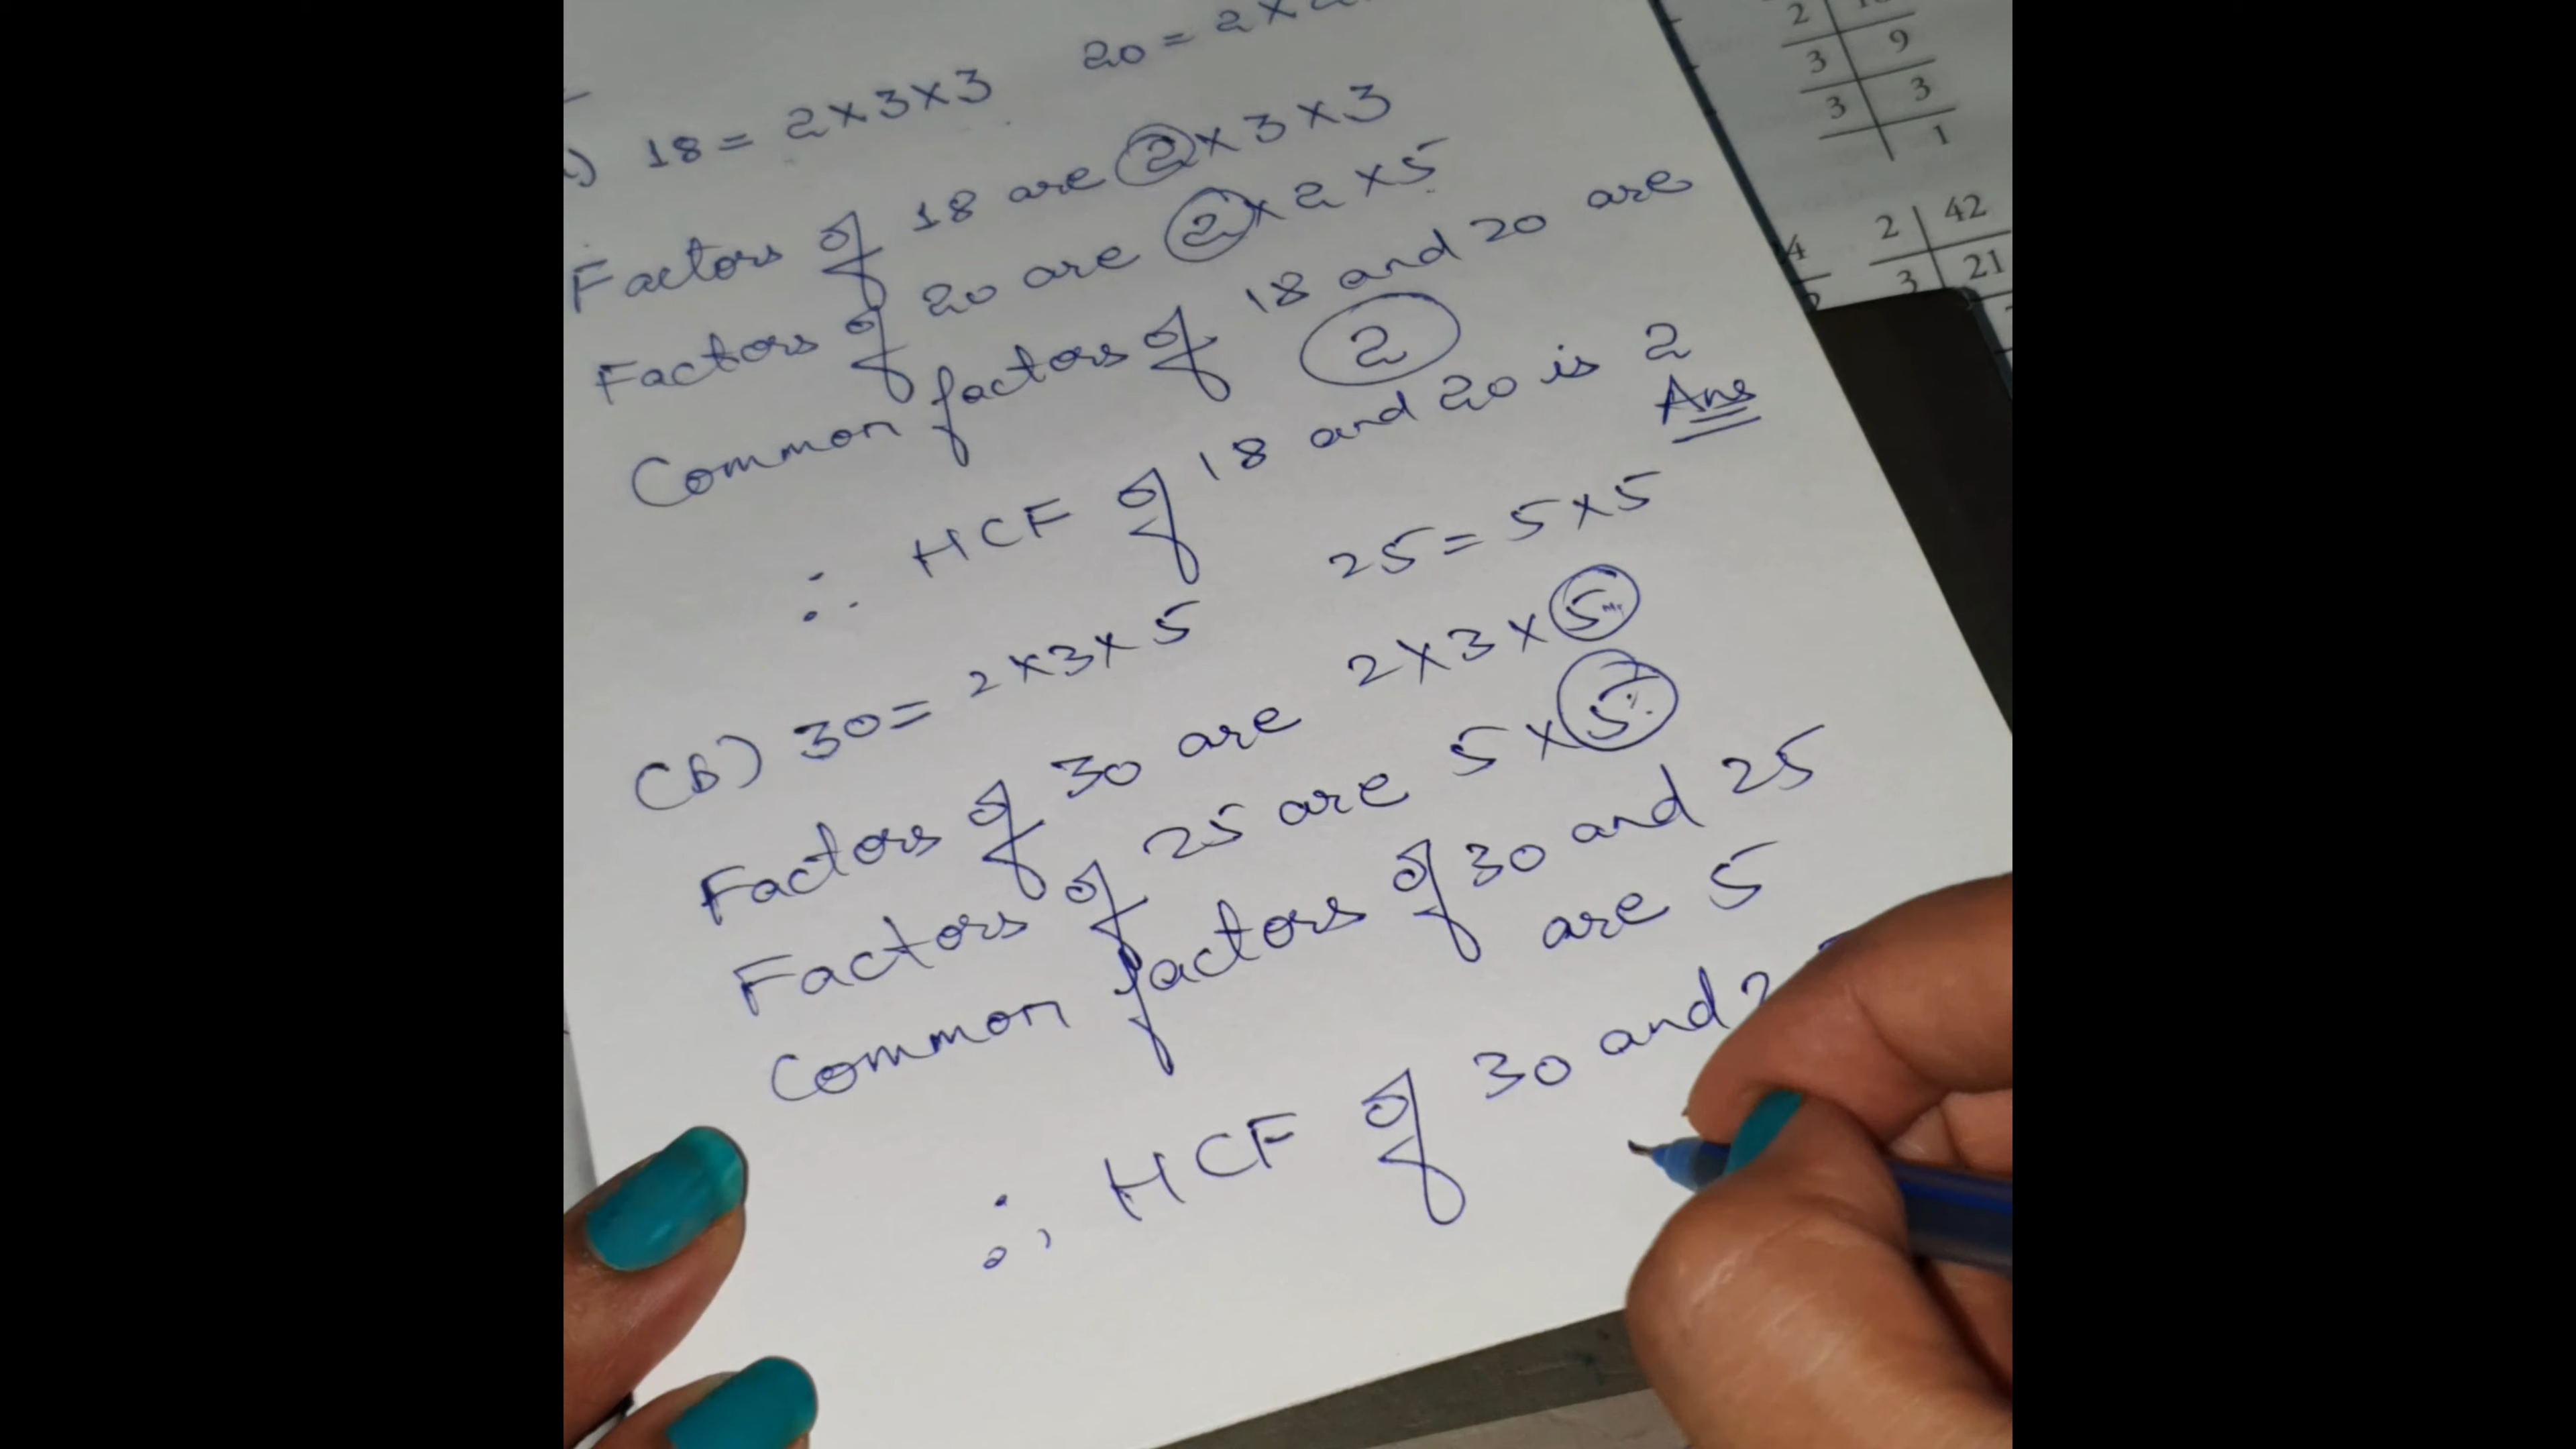 18 = 2×3×3 20 = 2×
Factors of 18 are 2×3×3
Factors of 20 are 2×2×5
Common factors of 18 and 20 are
2
∴ HCF of 18 and 20 is 2
Ans
(B) 30 = 2×3×5 25 = 5×5
Factors of 30 are 2×3×5
Factors of 25 are 5×5
Common factors of 30 and 25
are 5
∴ HCF of 30 and
2
3 9
3 3
1
2 42
3 21